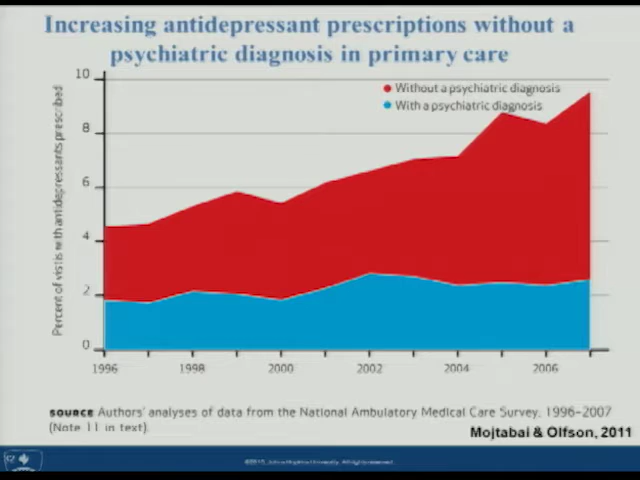 Increasing antidepressant prescriptions without a
psychiatric diagnosis in primary care
Percent of visits with antidepressants prescribed
10
8
6
4
2
0
Without a psychiatric diagnosis
With a psychiatric diagnosis
1996
1998
2000
2002
2004
2006
SOURCE Authors' analyses of data from the National Ambulatory Medical Care Survey, 1996–2007
(Note 11 in text).
Mojtabai & Olfson, 2011